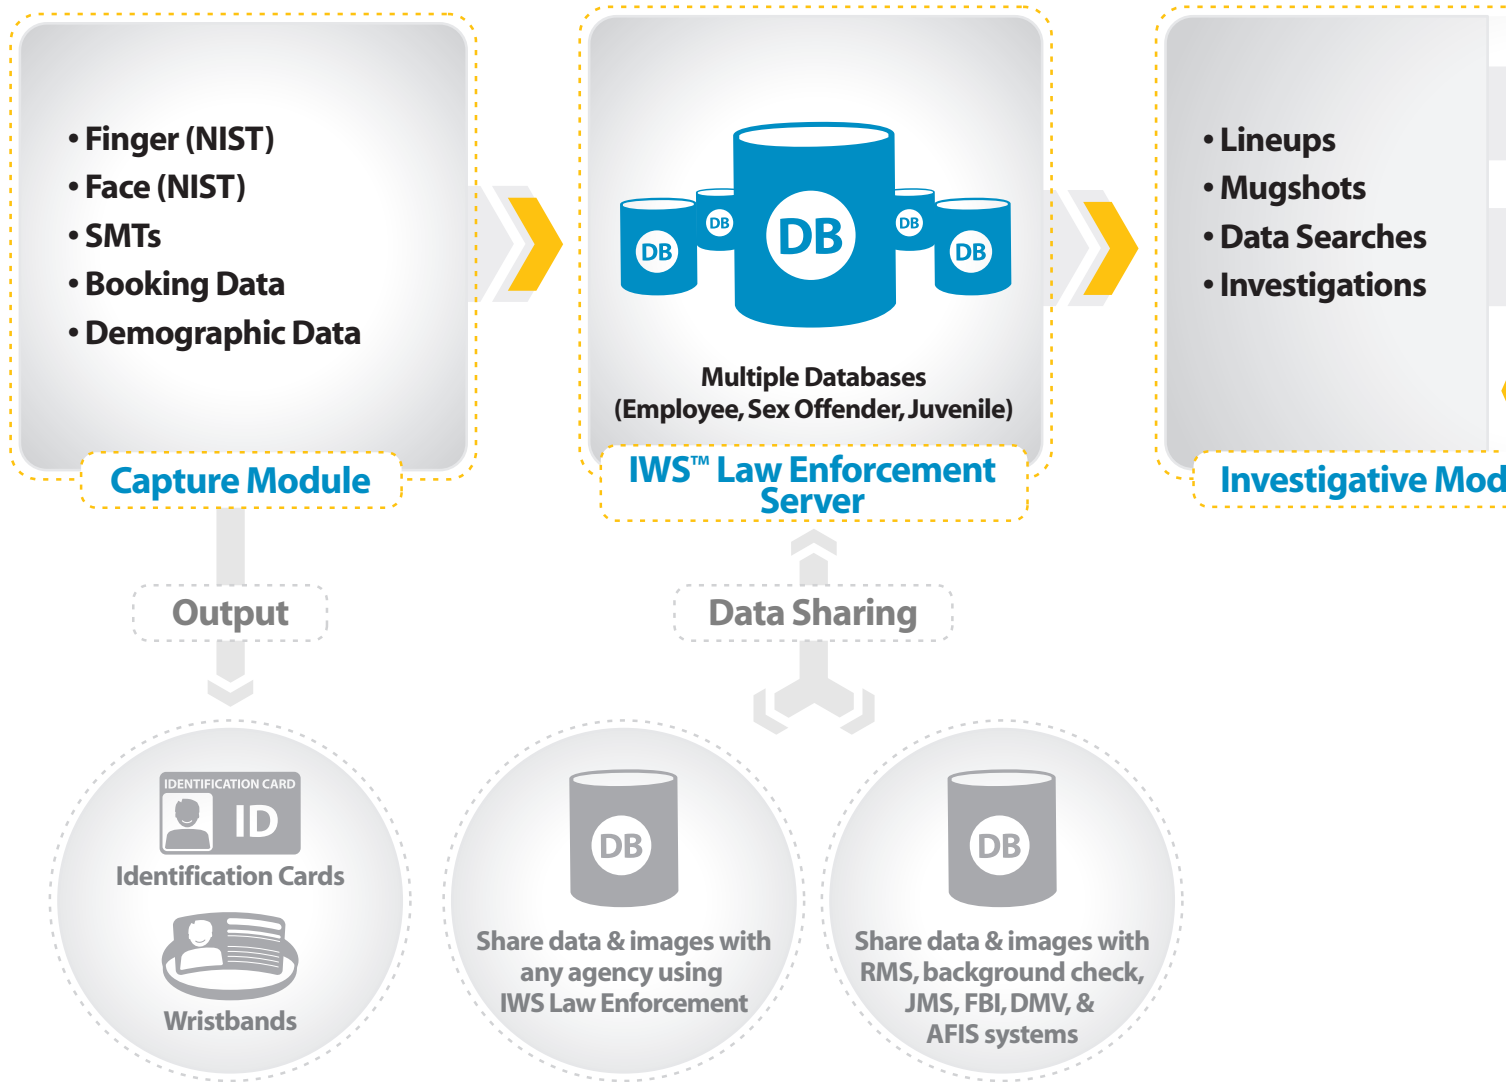 • Finger (NIST)
• Face (NIST)
• SMTs
• Booking Data
• Demographic Data
Capture Module
DB
DB
DB
DB
DB
Multiple Databases
(Employee, Sex Offender, Juvenile)
IWS™ Law Enforcement
Server
• Lineups
• Mugshots
• Data Searches
• Investigations
Investigative Mod
Output
Data Sharing
IDENTIFICATION CARD
ID
Identification Cards
Wristbands
DB
Share data & images with
any agency using
IWS Law Enforcement
DB
Share data & images with
RMS, background check,
JMS, FBI, DMV, &
AFIS systems